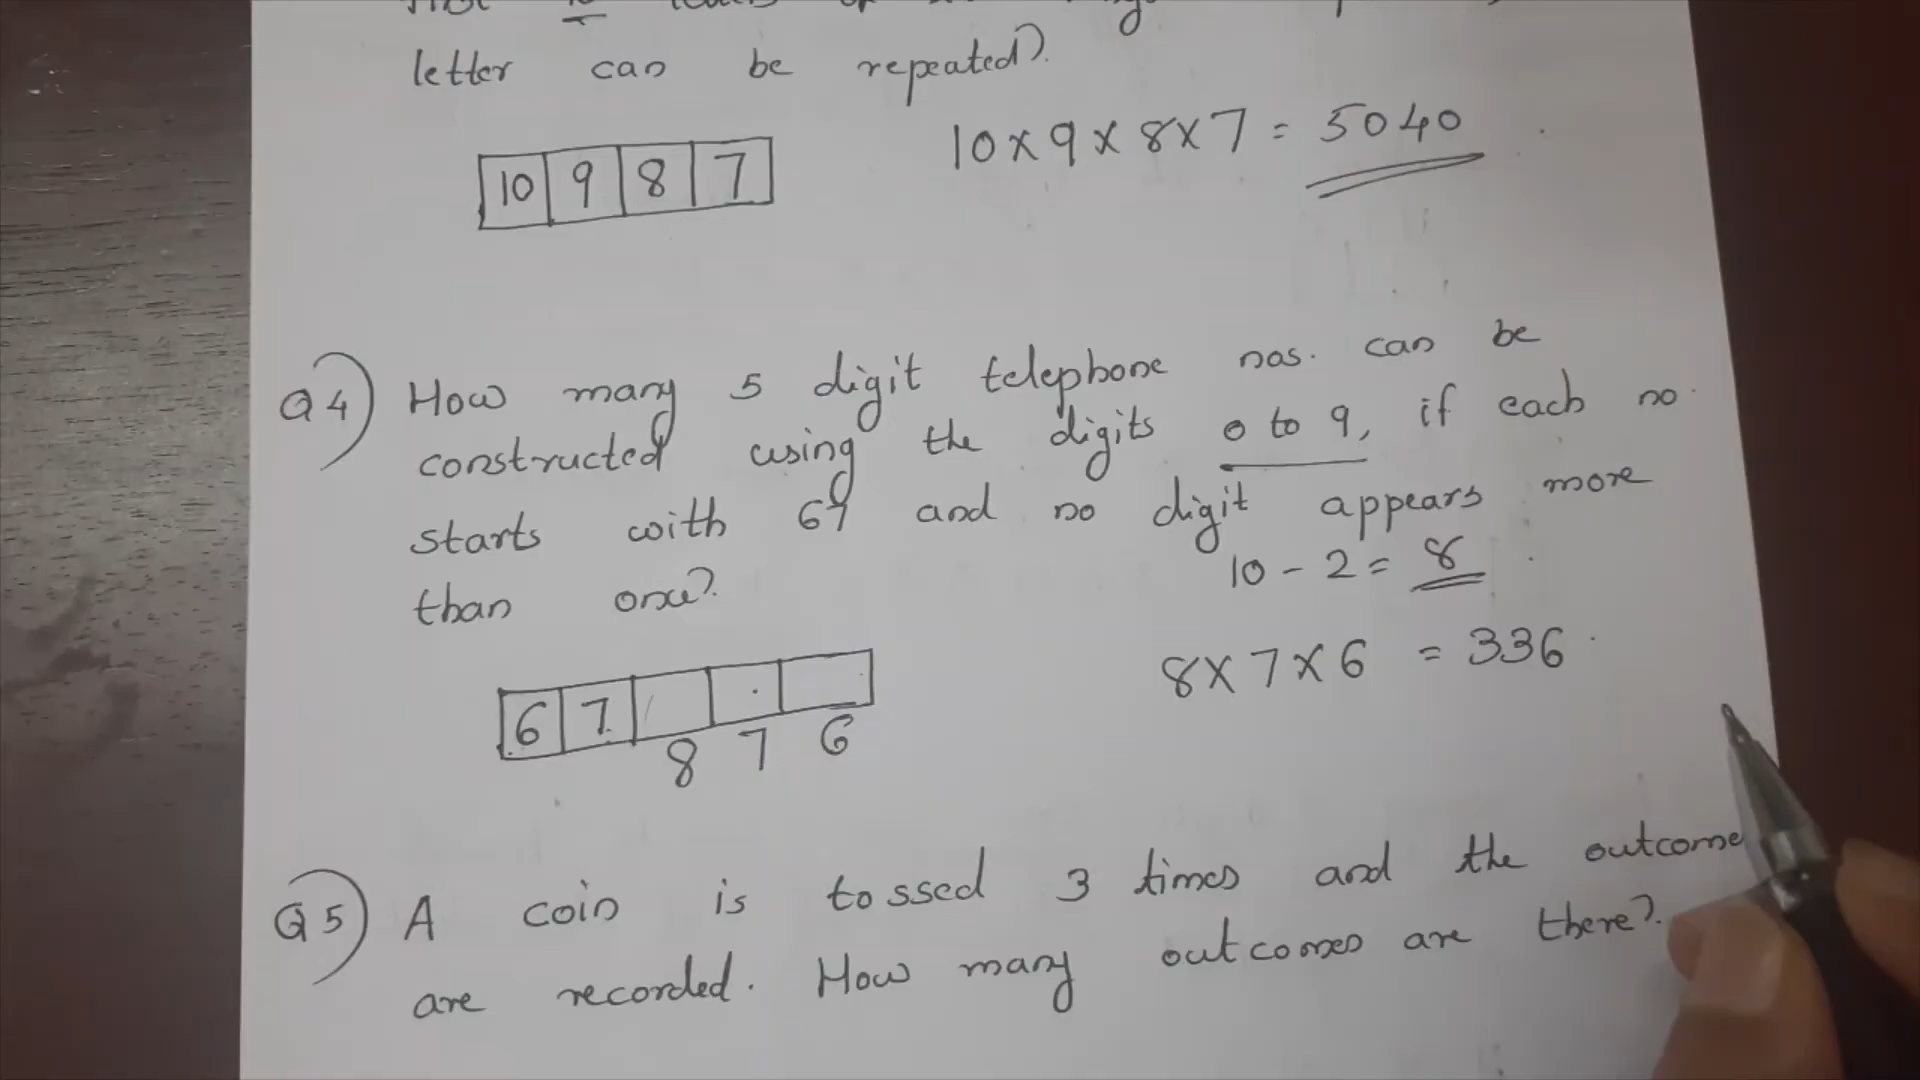 letter can be repeated?
10 9 8 7
10 x 9 x 8 x 7 = 5040
Q4) How many 5 digit telephone nos. can be
constructed using the digits 0 to 9, if each no.
starts with 67 and no digit appears more
than once?
10 - 2 = 8
6 7
8 7 6
8 x 7 x 6 = 336
Q5) A coin is tossed 3 times and the outcome
are recorded. How many outcomes are there?